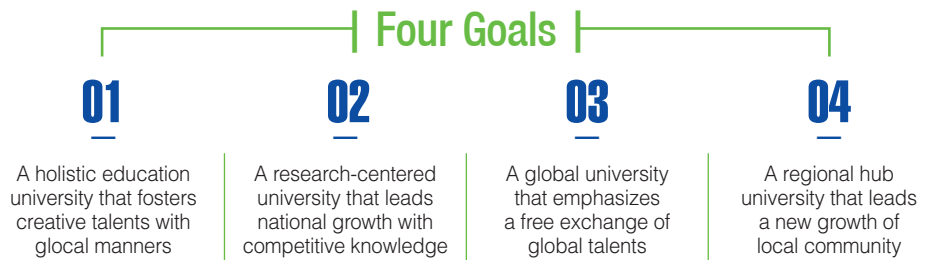 Four Goals
01
A holistic education
university that fosters
creative talents with
glocal manners
02
A research-centered
university that leads
national growth with
competitive knowledge
03
A global university
that emphasizes
a free exchange of
global talents
04
A regional hub
university that leads
a new growth of
local community